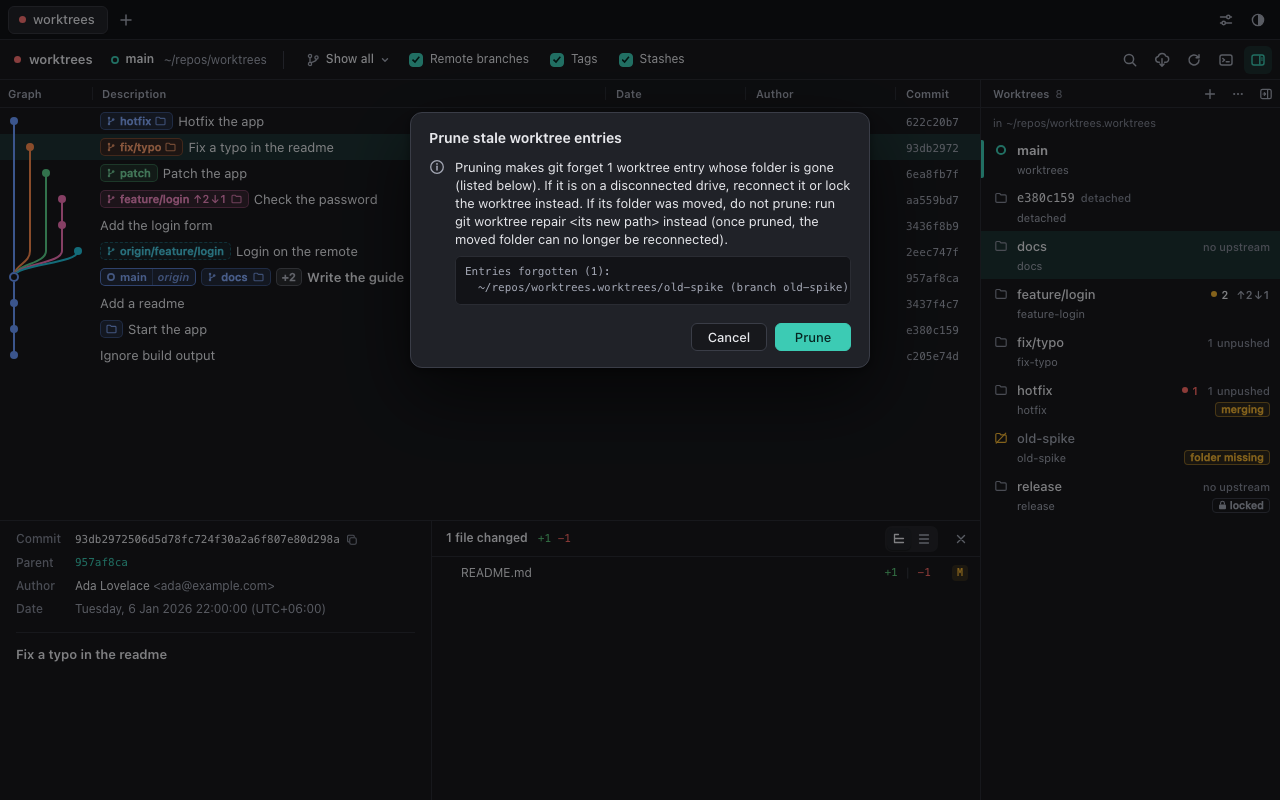 worktrees
worktrees main ~/repos/worktrees Show all Remote branches Tags Stashes
Graph Description Date Author Commit
hotfix Hotfix the app 622c20b7
fix/typo Fix a typo in the readme 93db2972
patch Patch the app 6ea8fb7f
feature/login ↑2↓1 Check the password aa559bd7
Add the login form 3436f8b9
origin/feature/login Login on the remote 2eec747f
main origin docs +2 Write the guide 957af8ca
Add a readme 3437f4c7
Start the app e380c159
Ignore build output c205e74d
Prune stale worktree entries
Pruning makes git forget 1 worktree entry whose folder is gone
(listed below). If it is on a disconnected drive, reconnect it or lock
the worktree instead. If its folder was moved, do not prune: run
git worktree repair <its new path> instead (once pruned, the
moved folder can no longer be reconnected).
Entries forgotten (1):
~/repos/worktrees.worktrees/old-spike (branch old-spike)
Cancel Prune
Worktrees 8
in ~/repos/worktrees.worktrees
main
worktrees
e380c159 detached
detached
docs no upstream
docs
feature/login 2 ↑2↓1
feature-login
fix/typo 1 unpushed
fix-typo
hotfix 1 1 unpushed
hotfix merging
old-spike
old-spike folder missing
release no upstream
release locked
Commit 93db2972506d5d78fc724f30a2a6f807e80d298a
Parent 957af8ca
Author Ada Lovelace <ada@example.com>
Date Tuesday, 6 Jan 2026 22:00:00 (UTC+06:00)
Fix a typo in the readme
1 file changed +1 −1
README.md +1 −1 M